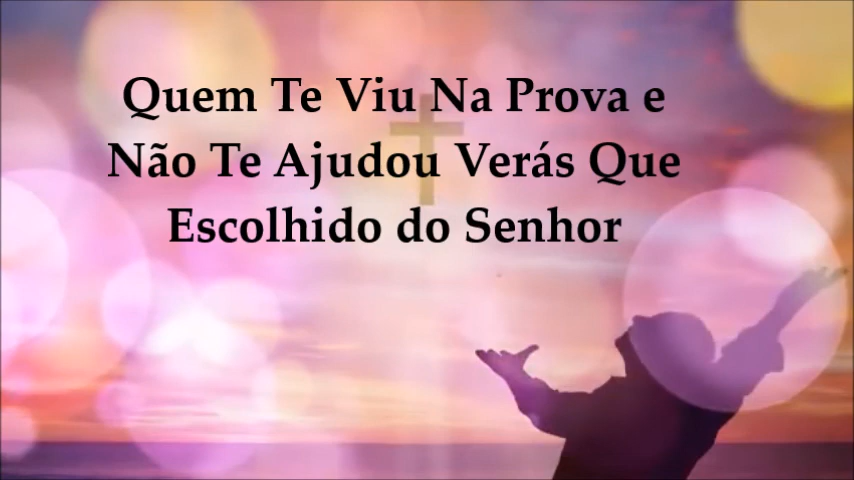 Quem Te Viu Na Prova e
Não Te Ajudou Verás Que
Escolhido do Senhor